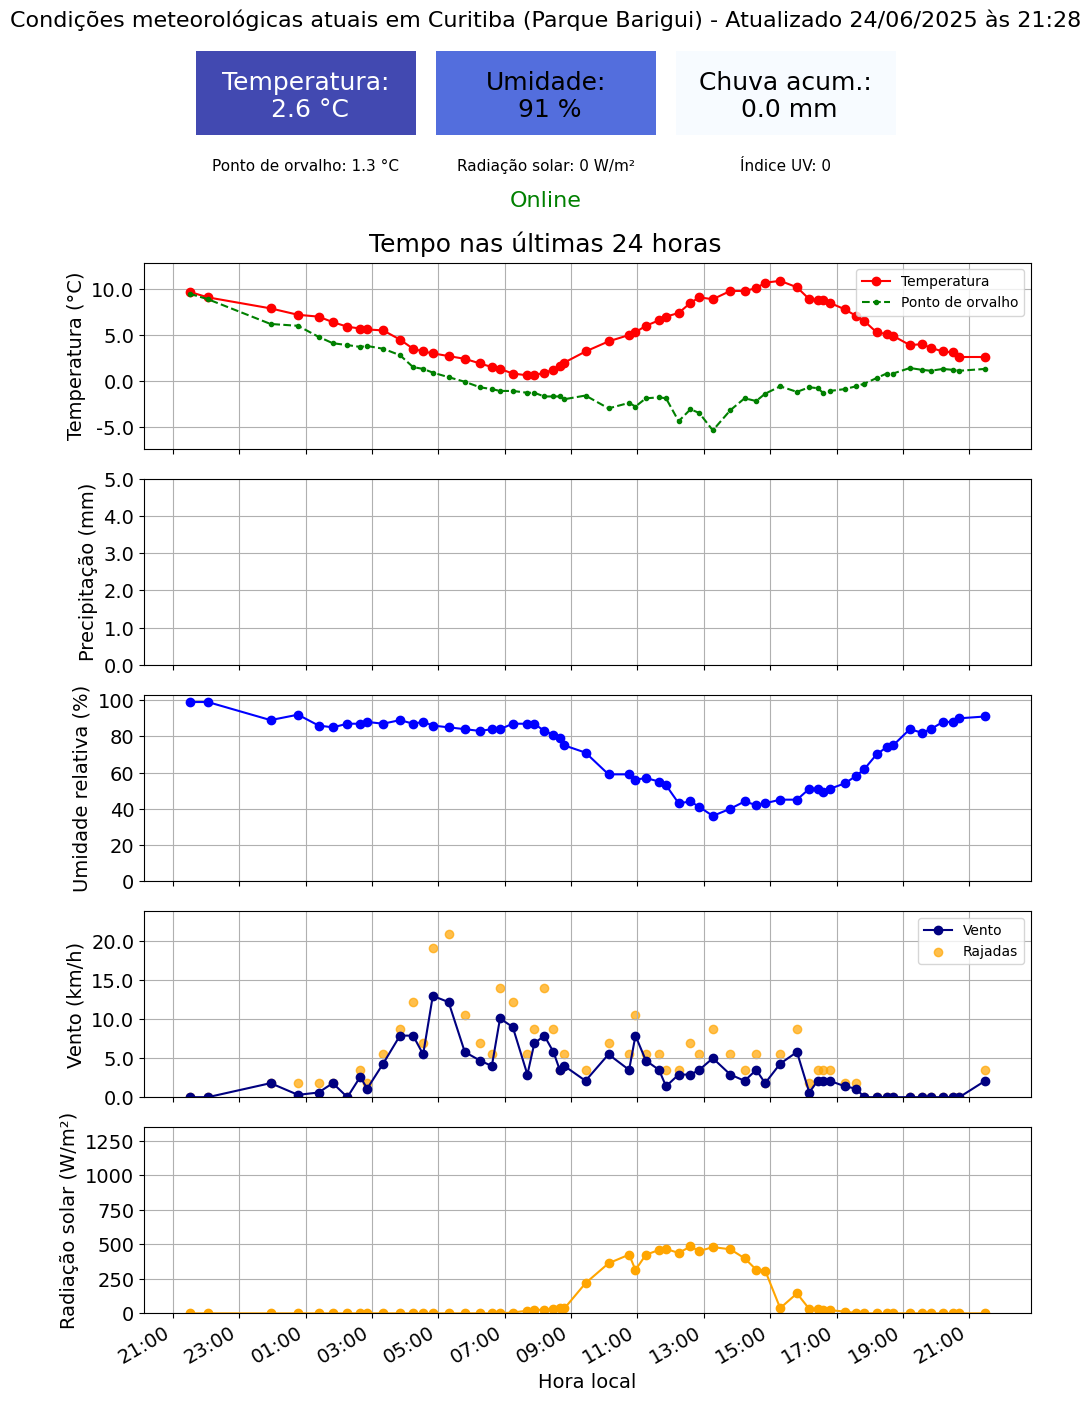 Condições meteorológicas atuais em Curitiba (Parque Barigui) - Atualizado 24/06/2025 às 21:28
Temperatura:
2.6 °C
Umidade:
91 %
Chuva acum.:
0.0 mm
Ponto de orvalho: 1.3 °C
Radiação solar: 0 W/m²
Índice UV: 0
Online
Tempo nas últimas 24 horas
Temperatura (°C)
10.0
5.0
0.0
-5.0
Temperatura
Ponto de orvalho
Precipitação (mm)
5.0
4.0
3.0
2.0
1.0
0.0
Umidade relativa (%)
100
80
60
40
20
0
Vento (km/h)
20.0
15.0
10.0
5.0
0.0
Vento
Rajadas
Radiação solar (W/m²)
1250
1000
750
500
250
0
21:00
23:00
01:00
03:00
05:00
07:00
09:00
11:00
13:00
15:00
17:00
19:00
21:00
Hora local